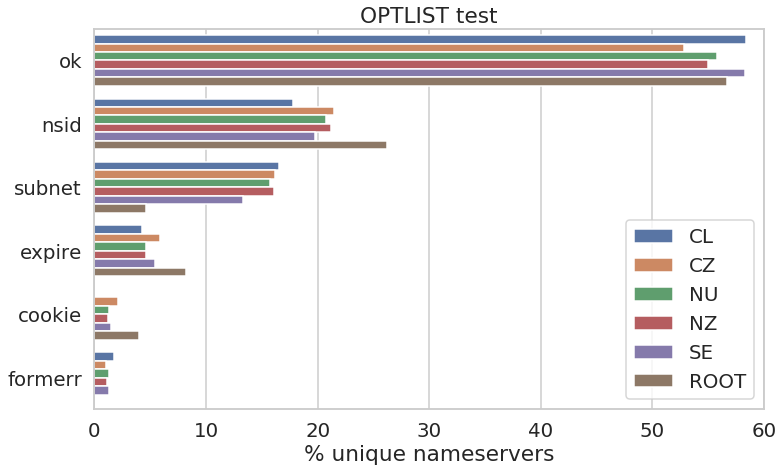 OPTLIST test
ok
nsid
subnet
expire
cookie
formerr
CL
CZ
NU
NZ
SE
ROOT
0 10 20 30 40 50 60
% unique nameservers